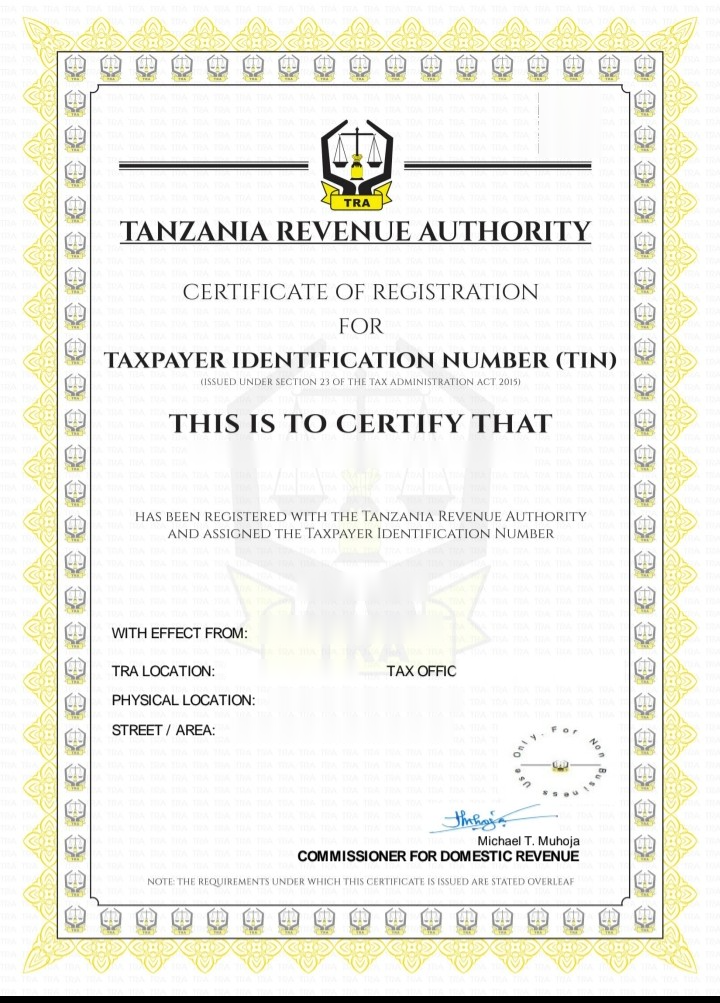 TRA
TANZANIA REVENUE AUTHORITY
CERTIFICATE OF REGISTRATION
FOR
TAXPAYER IDENTIFICATION NUMBER (TIN)
(ISSUED UNDER SECTION 23 OF THE TAX ADMINISTRATION ACT 2015)
THIS IS TO CERTIFY THAT
HAS BEEN REGISTERED WITH THE TANZANIA REVENUE AUTHORITY
AND ASSIGNED THE TAXPAYER IDENTIFICATION NUMBER
WITH EFFECT FROM:
TRA LOCATION: TAX OFFIC
PHYSICAL LOCATION:
STREET / AREA:
For Non Business Use Only.
Michael T. Muhoja
COMMISSIONER FOR DOMESTIC REVENUE
NOTE: THE REQUIREMENTS UNDER WHICH THIS CERTIFICATE IS ISSUED ARE STATED OVERLEAF